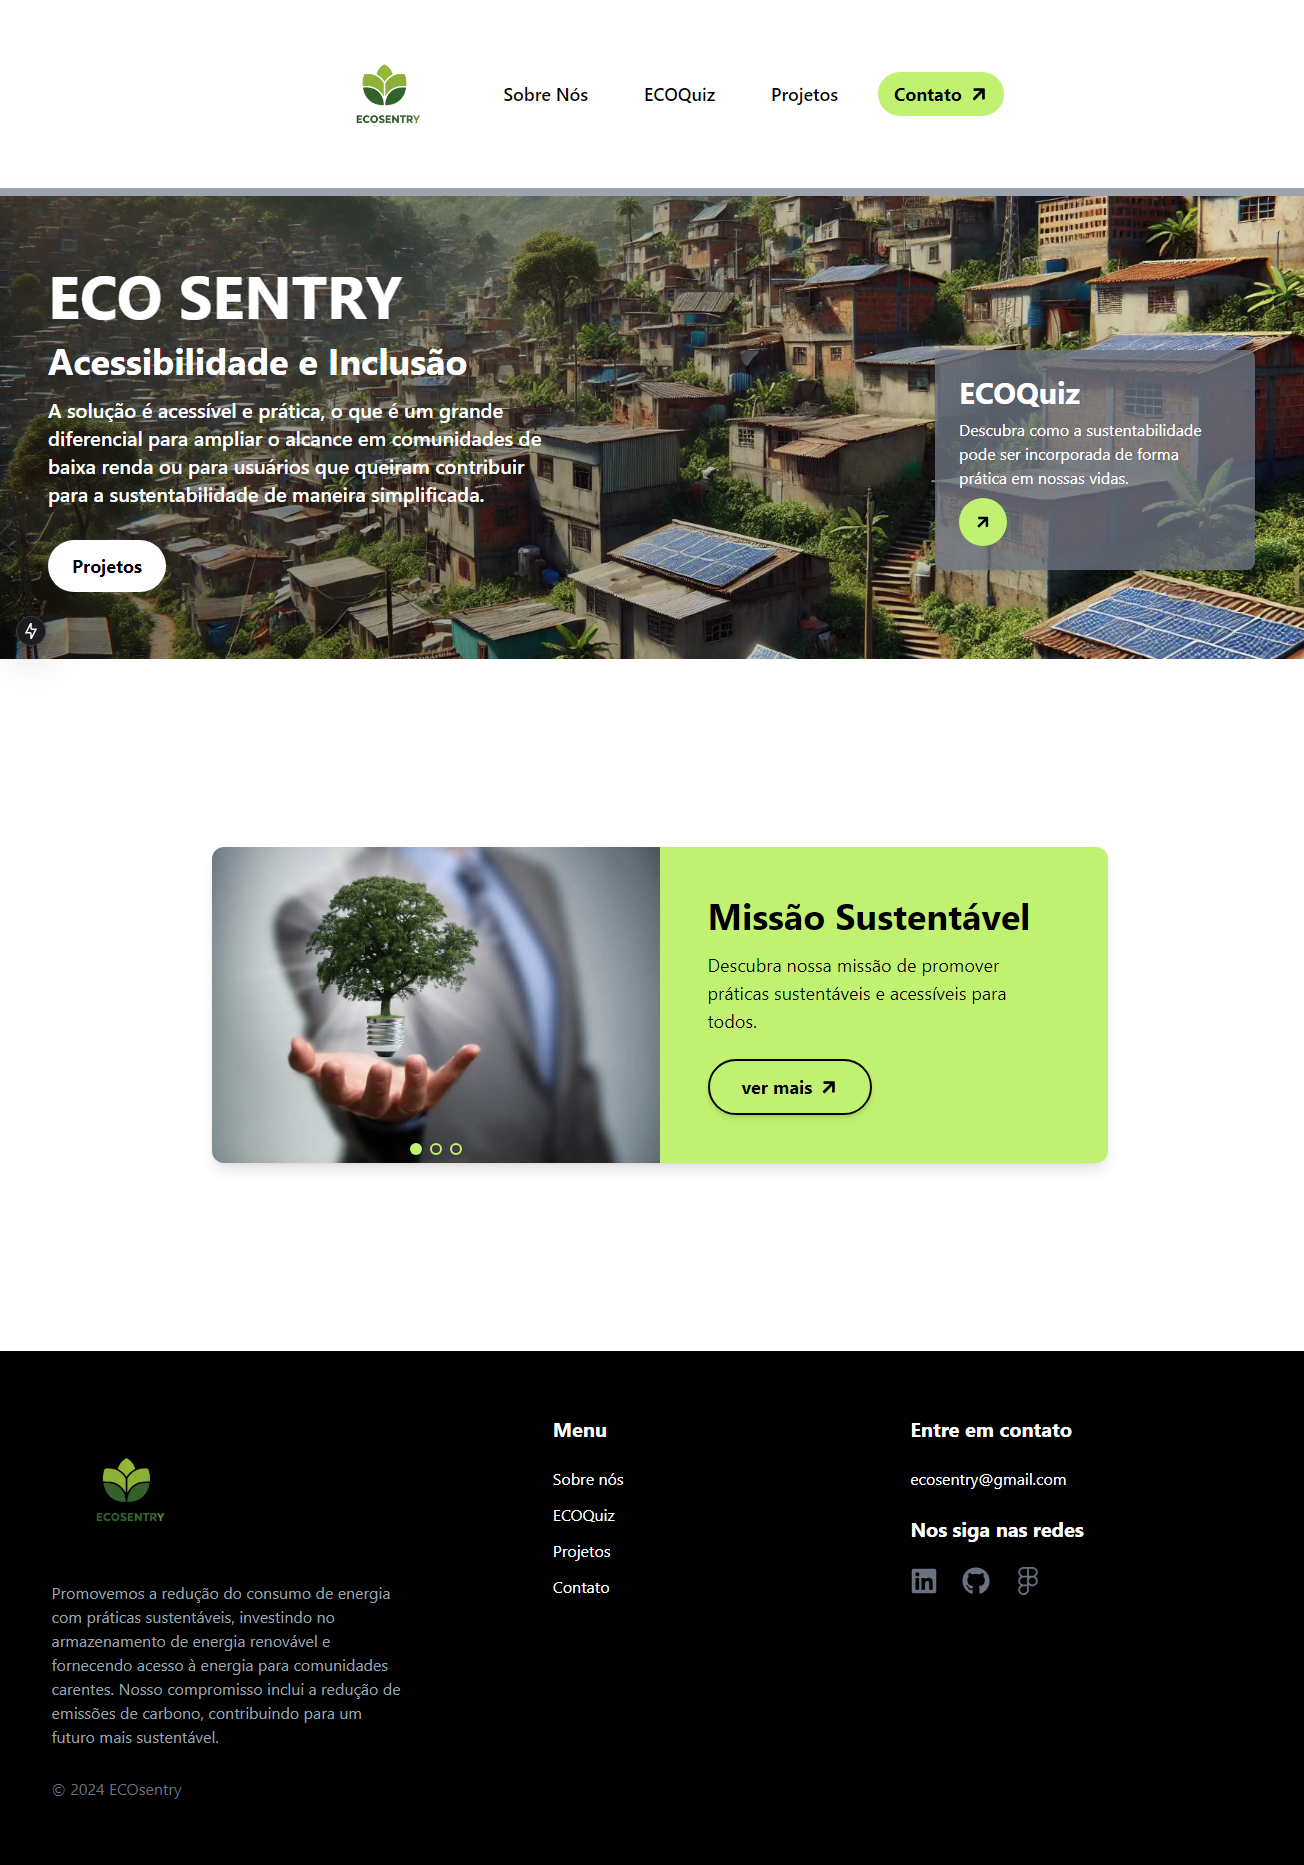 ECOSENTRY
Sobre Nós
ECOQuiz
Projetos
Contato
ECO SENTRY
Acessibilidade e Inclusão
A solução é acessível e prática, o que é um grande
diferencial para ampliar o alcance em comunidades de
baixa renda ou para usuários que queiram contribuir
para a sustentabilidade de maneira simplificada.
Projetos
ECOQuiz
Descubra como a sustentabilidade
pode ser incorporada de forma
prática em nossas vidas.
Missão Sustentável
Descubra nossa missão de promover
práticas sustentáveis e acessíveis para
todos.
ver mais
ECOSENTRY
Promovemos a redução do consumo de energia
com práticas sustentáveis, investindo no
armazenamento de energia renovável e
fornecendo acesso à energia para comunidades
carentes. Nosso compromisso inclui a redução de
emissões de carbono, contribuindo para um
futuro mais sustentável.
© 2024 ECOsentry
Menu
Sobre nós
ECOQuiz
Projetos
Contato
Entre em contato
ecosentry@gmail.com
Nos siga nas redes